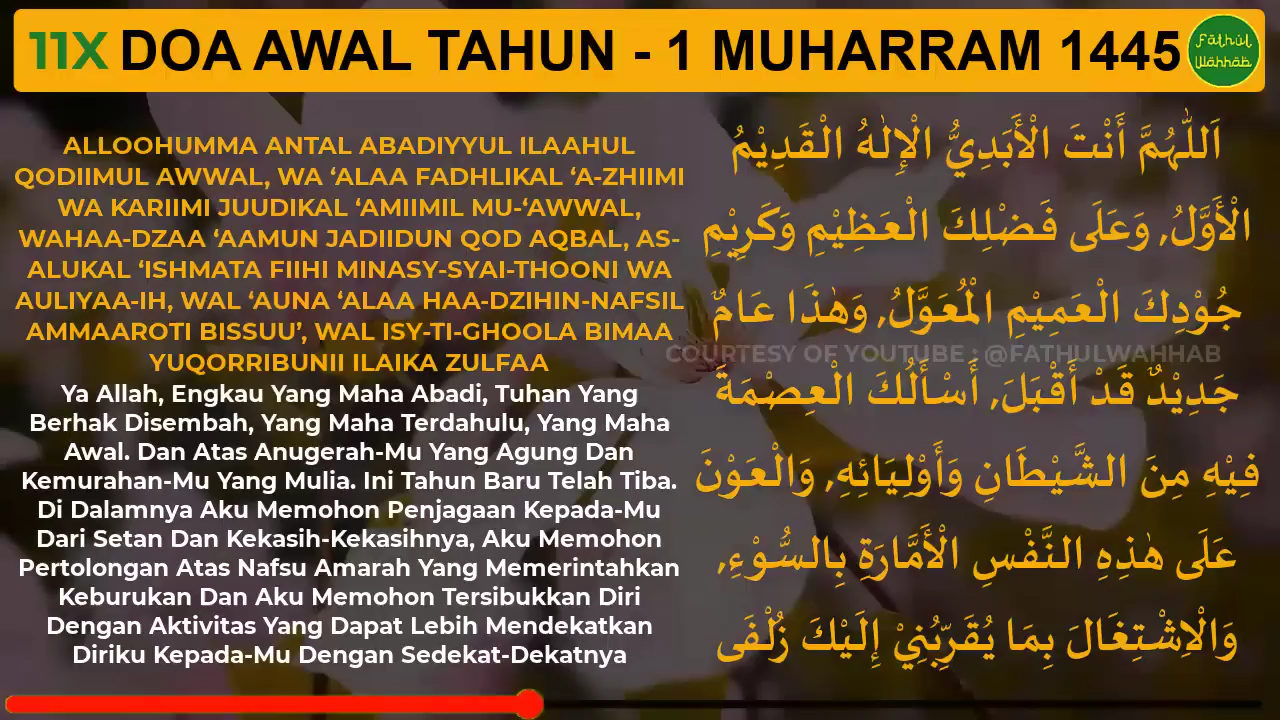 11X DOA AWAL TAHUN - 1 MUHARRAM 1445
Fathul
Wahhab
ALLOOHUMMA ANTAL ABADIYYUL ILAAHUL
QODIIMUL AWWAL, WA ‘ALAA FADHLIKAL ‘A-ZHIIMI
WA KARIIMI JUUDIKAL ‘AMIIMIL MU-‘AWWAL,
WAHAA-DZAA ‘AAMUN JADIIDUN QOD AQBAL, AS-
ALUKAL ‘ISHMATA FIIHI MINASY-SYAI-THOONI WA
AULIYAA-IH, WAL ‘AUNA ‘ALAA HAA-DZIHIN-NAFSIL
AMMAAROTI BISSUU’, WAL ISY-TI-GHOOLA BIMAA
YUQORRIBUNII ILAIKA ZULFAA
Ya Allah, Engkau Yang Maha Abadi, Tuhan Yang
Berhak Disembah, Yang Maha Terdahulu, Yang Maha
Awal. Dan Atas Anugerah-Mu Yang Agung Dan
Kemurahan-Mu Yang Mulia. Ini Tahun Baru Telah Tiba.
Di Dalamnya Aku Memohon Penjagaan Kepada-Mu
Dari Setan Dan Kekasih-Kekasihnya, Aku Memohon
Pertolongan Atas Nafsu Amarah Yang Memerintahkan
Keburukan Dan Aku Memohon Tersibukkan Diri
Dengan Aktivitas Yang Dapat Lebih Mendekatkan
Diriku Kepada-Mu Dengan Sedekat-Dekatnya
اَللّٰهُمَّ أَنْتَ الْأَبَدِيُّ الْإِلٰهُ الْقَدِيْمُ
الْأَوَّلُ, وَعَلَى فَضْلِكَ الْعَظِيْمِ وَكَرِيْمِ
جُوْدِكَ الْعَمِيْمِ الْمُعَوَّلُ, وَهٰذَا عَامٌ
COURTESY OF YOUTUBE : @FATHULWAHHAB
جَدِيْدٌ قَدْ أَقْبَلَ, أَسْأَلُكَ الْعِصْمَةَ
فِيْهِ مِنَ الشَّيْطَانِ وَأَوْلِيَائِهِ, وَالْعَوْنَ
عَلَى هٰذِهِ النَّفْسِ الْأَمَّارَةِ بِالسُّوْءِ,
وَالْاِشْتِغَالَ بِمَا يُقَرِّبُنِيْ إِلَيْكَ زُلْفَى